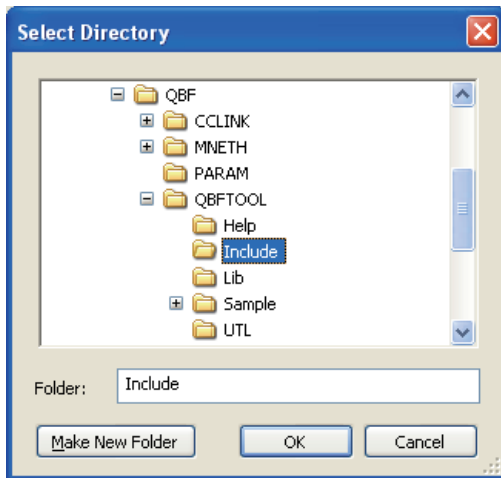 Select Directory
QBF
CCLINK
MNETH
PARAM
QBFTOOL
Help
Include
Lib
Sample
UTL
Folder: Include
Make New Folder OK Cancel